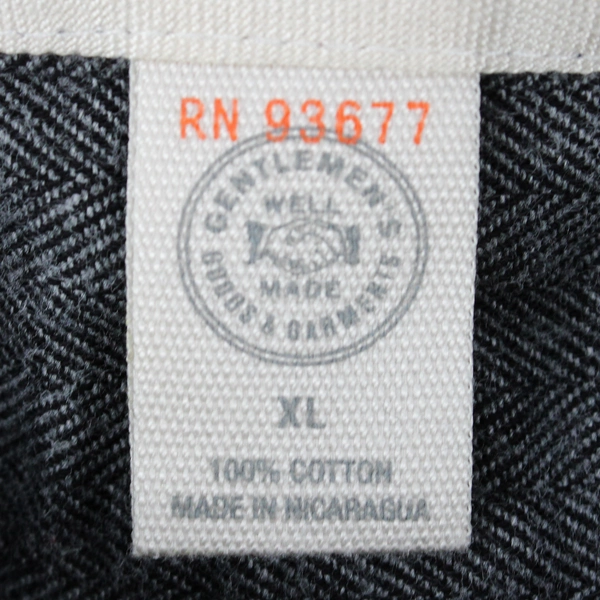 RN 93677
GENTLEMEN'S
WELL
MADE
GOODS & GARMENTS
XL
100% COTTON
MADE IN NICARAGUA